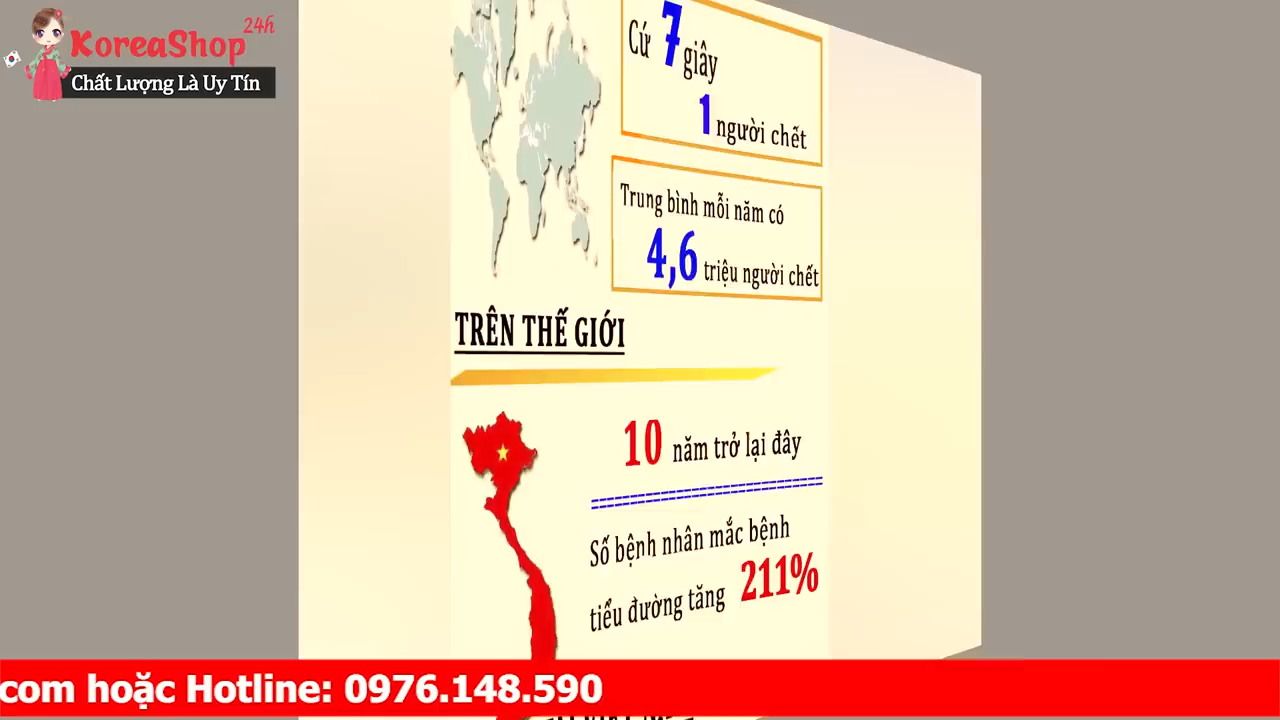 KoreaShop 24h
Chất Lượng Là Uy Tín
Cứ 7 giây
1 người chết
Trung bình mỗi năm có
4,6 triệu người chết
TRÊN THẾ GIỚI
10 năm trở lại đây
Số bệnh nhân mắc bệnh
tiểu đường tăng 211%
com hoặc Hotline: 0976.148.590